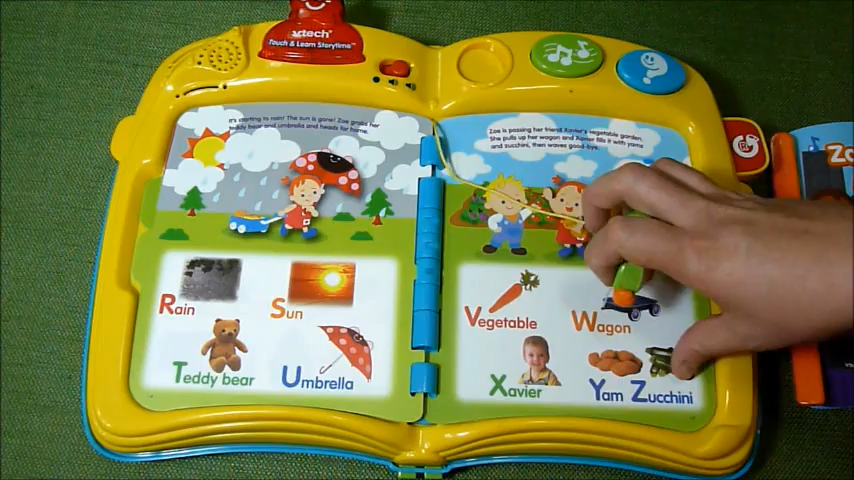 vtech
Touch & Learn Storytime™
It's starting to rain! The sun is gone! Zoe grabs her
teddy bear and umbrella and heads for home.
Rain
Sun
Teddy bear
Umbrella
Zoe is passing her friend Xavier's vegetable garden.
She pulls up her wagon and Xavier fills it with yams
and zucchini, then waves good-bye.
Vegetable
Wagon
Xavier
Yam
Zucchini